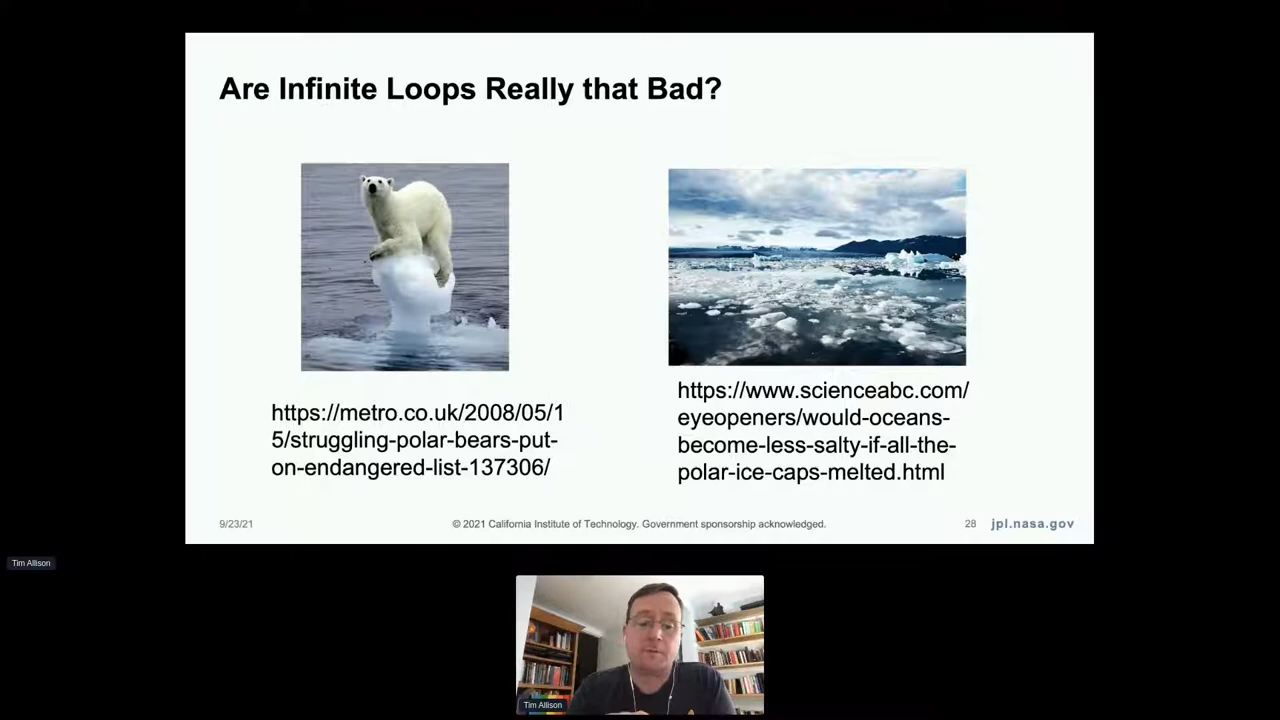 Are Infinite Loops Really that Bad?
https://metro.co.uk/2008/05/1
5/struggling-polar-bears-put-
on-endangered-list-137306/
https://www.scienceabc.com/
eyeopeners/would-oceans-
become-less-salty-if-all-the-
polar-ice-caps-melted.html
9/23/21
© 2021 California Institute of Technology. Government sponsorship acknowledged.
28
jpl.nasa.gov
Tim Allison
Tim Allison